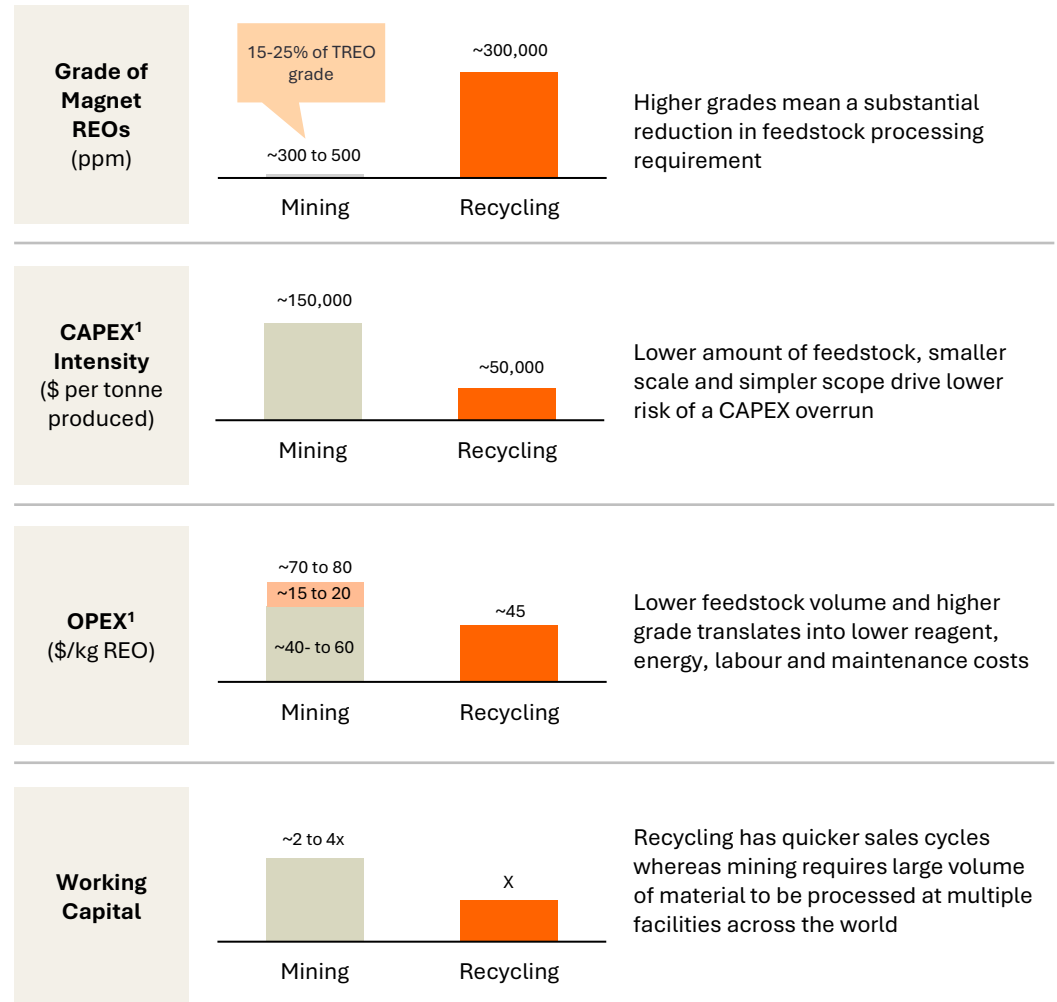 Grade of
Magnet
REOs
(ppm)
15-25% of TREO
grade
~300 to 500
~300,000
Mining
Recycling
Higher grades mean a substantial
reduction in feedstock processing
requirement
CAPEX¹
Intensity
($ per tonne
produced)
~150,000
~50,000
Mining
Recycling
Lower amount of feedstock, smaller
scale and simpler scope drive lower
risk of a CAPEX overrun
OPEX¹
($/kg REO)
~70 to 80
~15 to 20
~40- to 60
~45
Mining
Recycling
Lower feedstock volume and higher
grade translates into lower reagent,
energy, labour and maintenance costs
Working
Capital
~2 to 4x
X
Mining
Recycling
Recycling has quicker sales cycles
whereas mining requires large volume
of material to be processed at multiple
facilities across the world